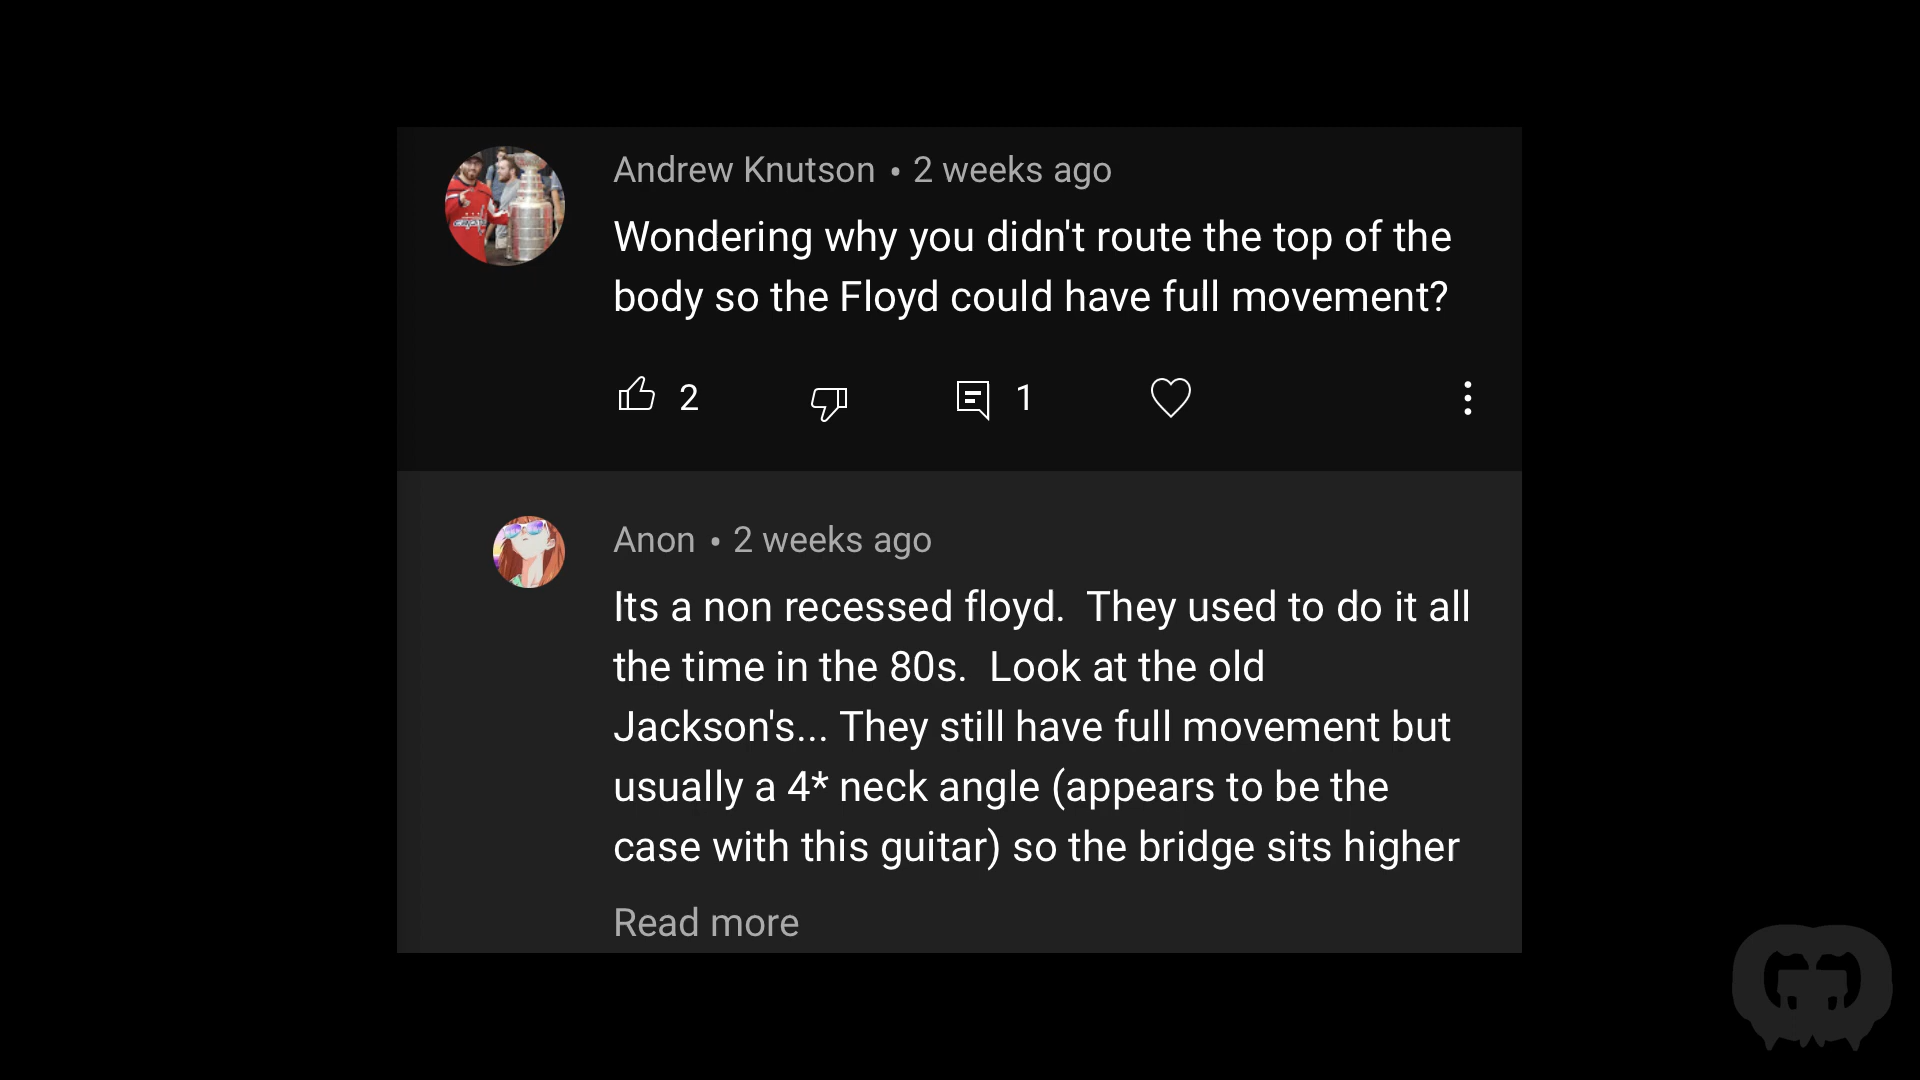 Andrew Knutson • 2 weeks ago
Wondering why you didn't route the top of the
body so the Floyd could have full movement?
2 1
Anon • 2 weeks ago
Its a non recessed floyd.  They used to do it all
the time in the 80s.  Look at the old
Jackson's... They still have full movement but
usually a 4* neck angle (appears to be the
case with this guitar) so the bridge sits higher
Read more